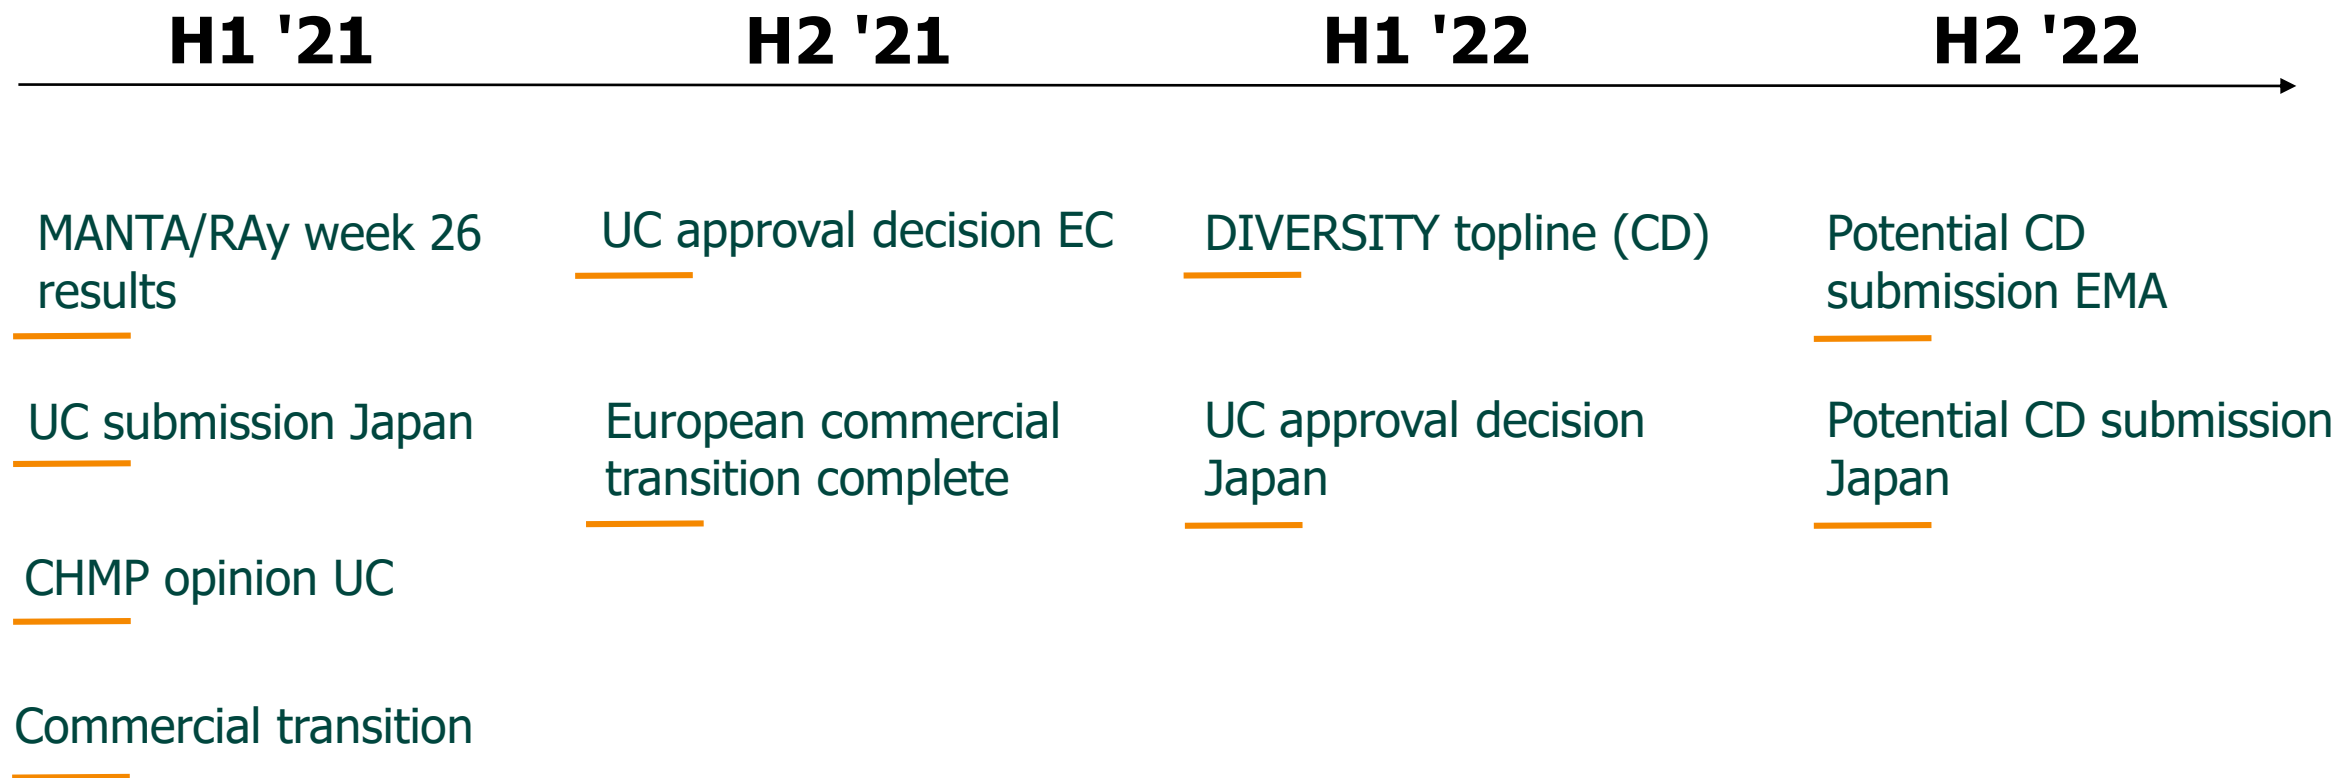 H1 '21
H2 '21
H1 '22
H2 '22
MANTA/RAy week 26
results
UC submission Japan
CHMP opinion UC
Commercial transition
UC approval decision EC
European commercial
transition complete
DIVERSITY topline (CD)
UC approval decision
Japan
Potential CD
submission EMA
Potential CD submission
Japan